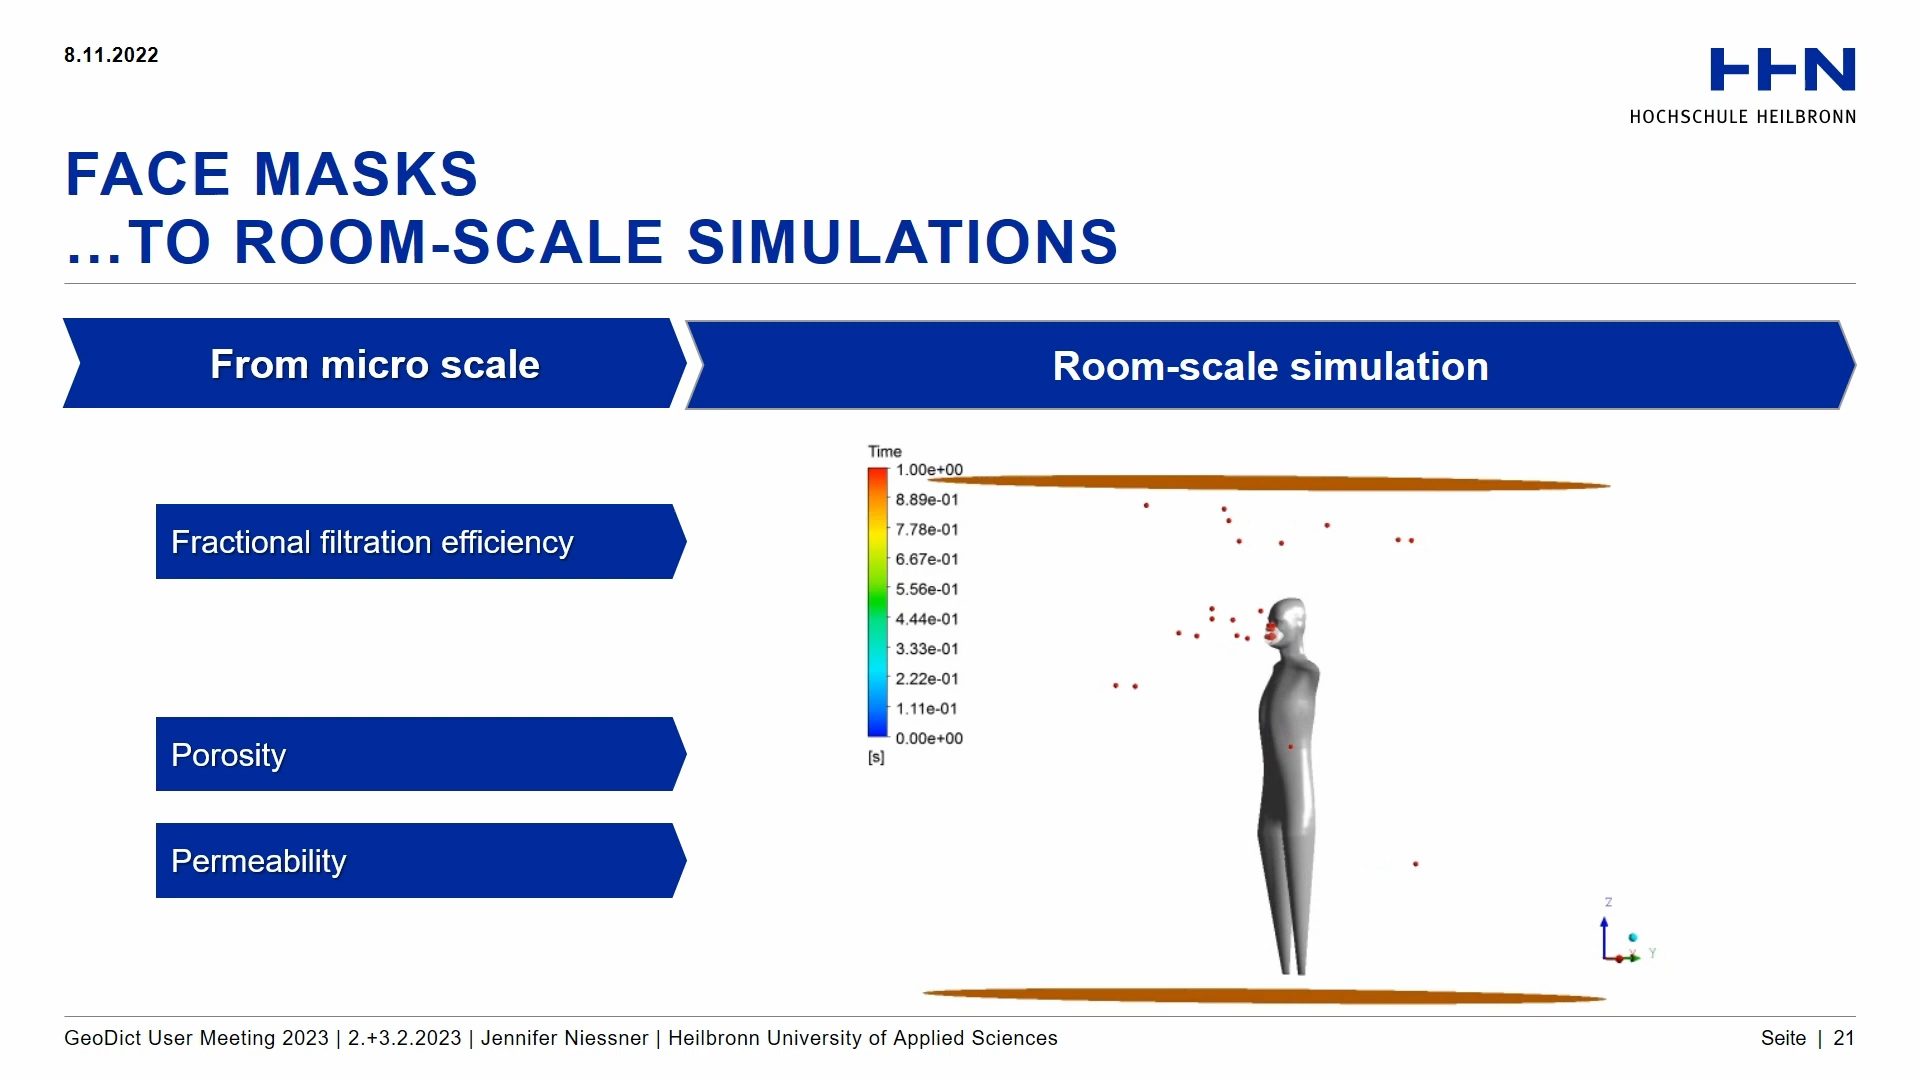 8.11.2022
HHN
HOCHSCHULE HEILBRONN
FACE MASKS
...TO ROOM-SCALE SIMULATIONS
From micro scale
Room-scale simulation
Fractional filtration efficiency
Porosity
Permeability
Time
1.00e+00
8.89e-01
7.78e-01
6.67e-01
5.56e-01
4.44e-01
3.33e-01
2.22e-01
1.11e-01
0.00e+00
[s]
Z
X
Y
GeoDict User Meeting 2023 | 2.+3.2.2023 | Jennifer Niessner | Heilbronn University of Applied Sciences
Seite | 21